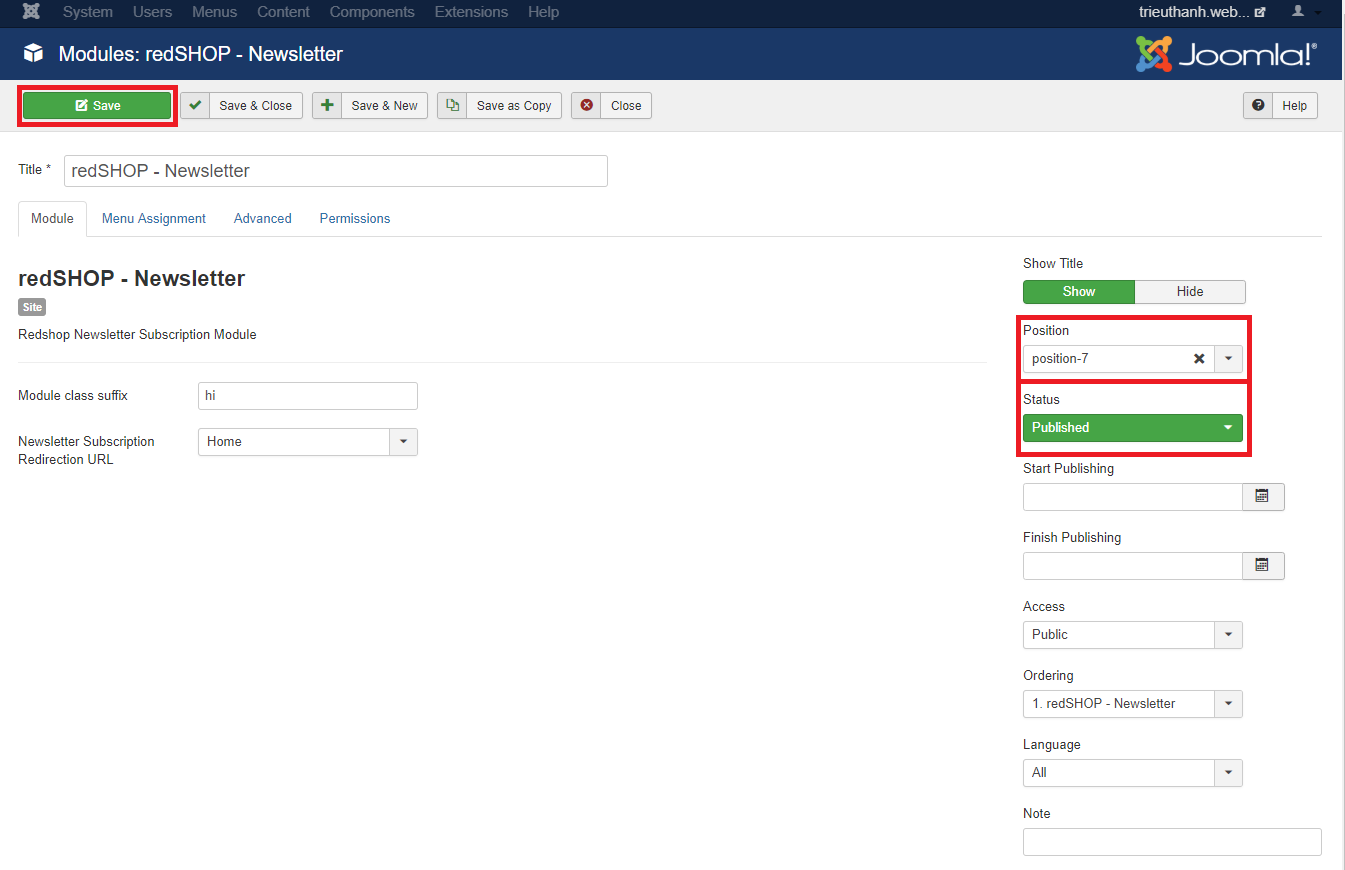 System Users Menus Content Components Extensions Help trieuthanh.web...
Modules: redSHOP - Newsletter Joomla!®
Save Save & Close Save & New Save as Copy Close Help
Title * redSHOP - Newsletter
Module Menu Assignment Advanced Permissions
redSHOP - Newsletter
Site
Redshop Newsletter Subscription Module
Module class suffix hi
Newsletter Subscription
Redirection URL
Home
Show Title
Show Hide
Position
position-7
Status
Published
Start Publishing
Finish Publishing
Access
Public
Ordering
1. redSHOP - Newsletter
Language
All
Note